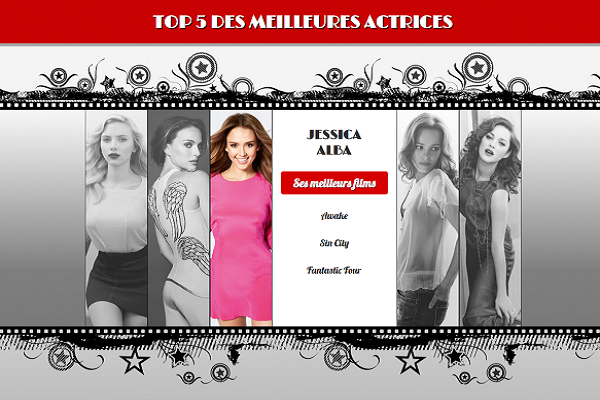 TOP 5 DES MEILLEURES ACTRICES
JESSICA
ALBA
Ses meilleurs films
Awake
Sin City
Fantastic Four